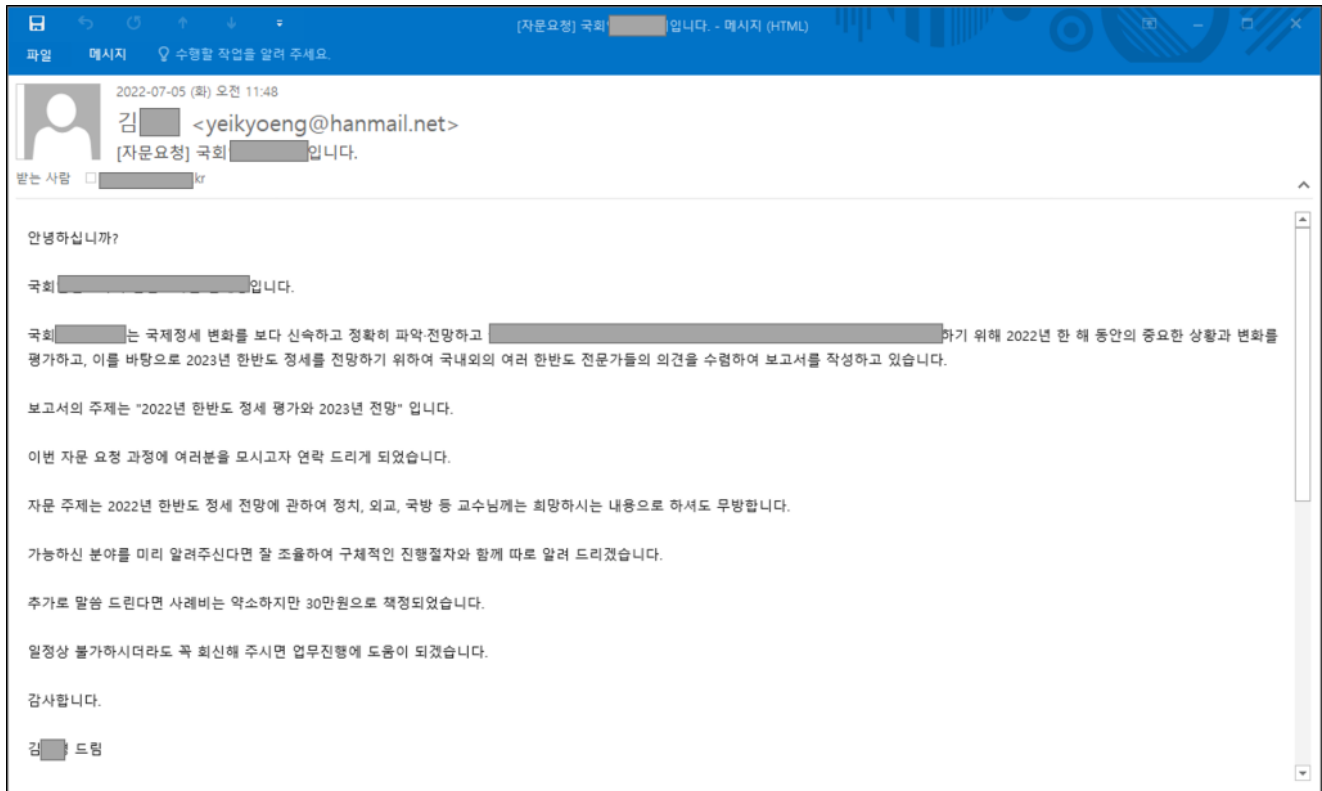 [자문요청] 국회 입니다. - 메시지 (HTML)
파일 메시지 수행할 작업을 알려 주세요.
2022-07-05 (화) 오전 11:48
김 <yeikyoeng@hanmail.net>
[자문요청] 국회 입니다.
받는 사람 kr
안녕하십니까?
국회 입니다.
국회 는 국제정세 변화를 보다 신속하고 정확히 파악·전망하고 하기 위해 2022년 한 해 동안의 중요한 상황과 변화를
평가하고, 이를 바탕으로 2023년 한반도 정세를 전망하기 위하여 국내외의 여러 한반도 전문가들의 의견을 수렴하여 보고서를 작성하고 있습니다.
보고서의 주제는 "2022년 한반도 정세 평가와 2023년 전망" 입니다.
이번 자문 요청 과정에 여러분을 모시고자 연락 드리게 되었습니다.
자문 주제는 2022년 한반도 정세 전망에 관하여 정치, 외교, 국방 등 교수님께는 희망하시는 내용으로 하셔도 무방합니다.
가능하신 분야를 미리 알려주신다면 잘 조율하여 구체적인 진행절차와 함께 따로 알려 드리겠습니다.
추가로 말씀 드린다면 사례비는 약소하지만 30만원으로 책정되었습니다.
일정상 불가하시더라도 꼭 회신해 주시면 업무진행에 도움이 되겠습니다.
감사합니다.
김 드림